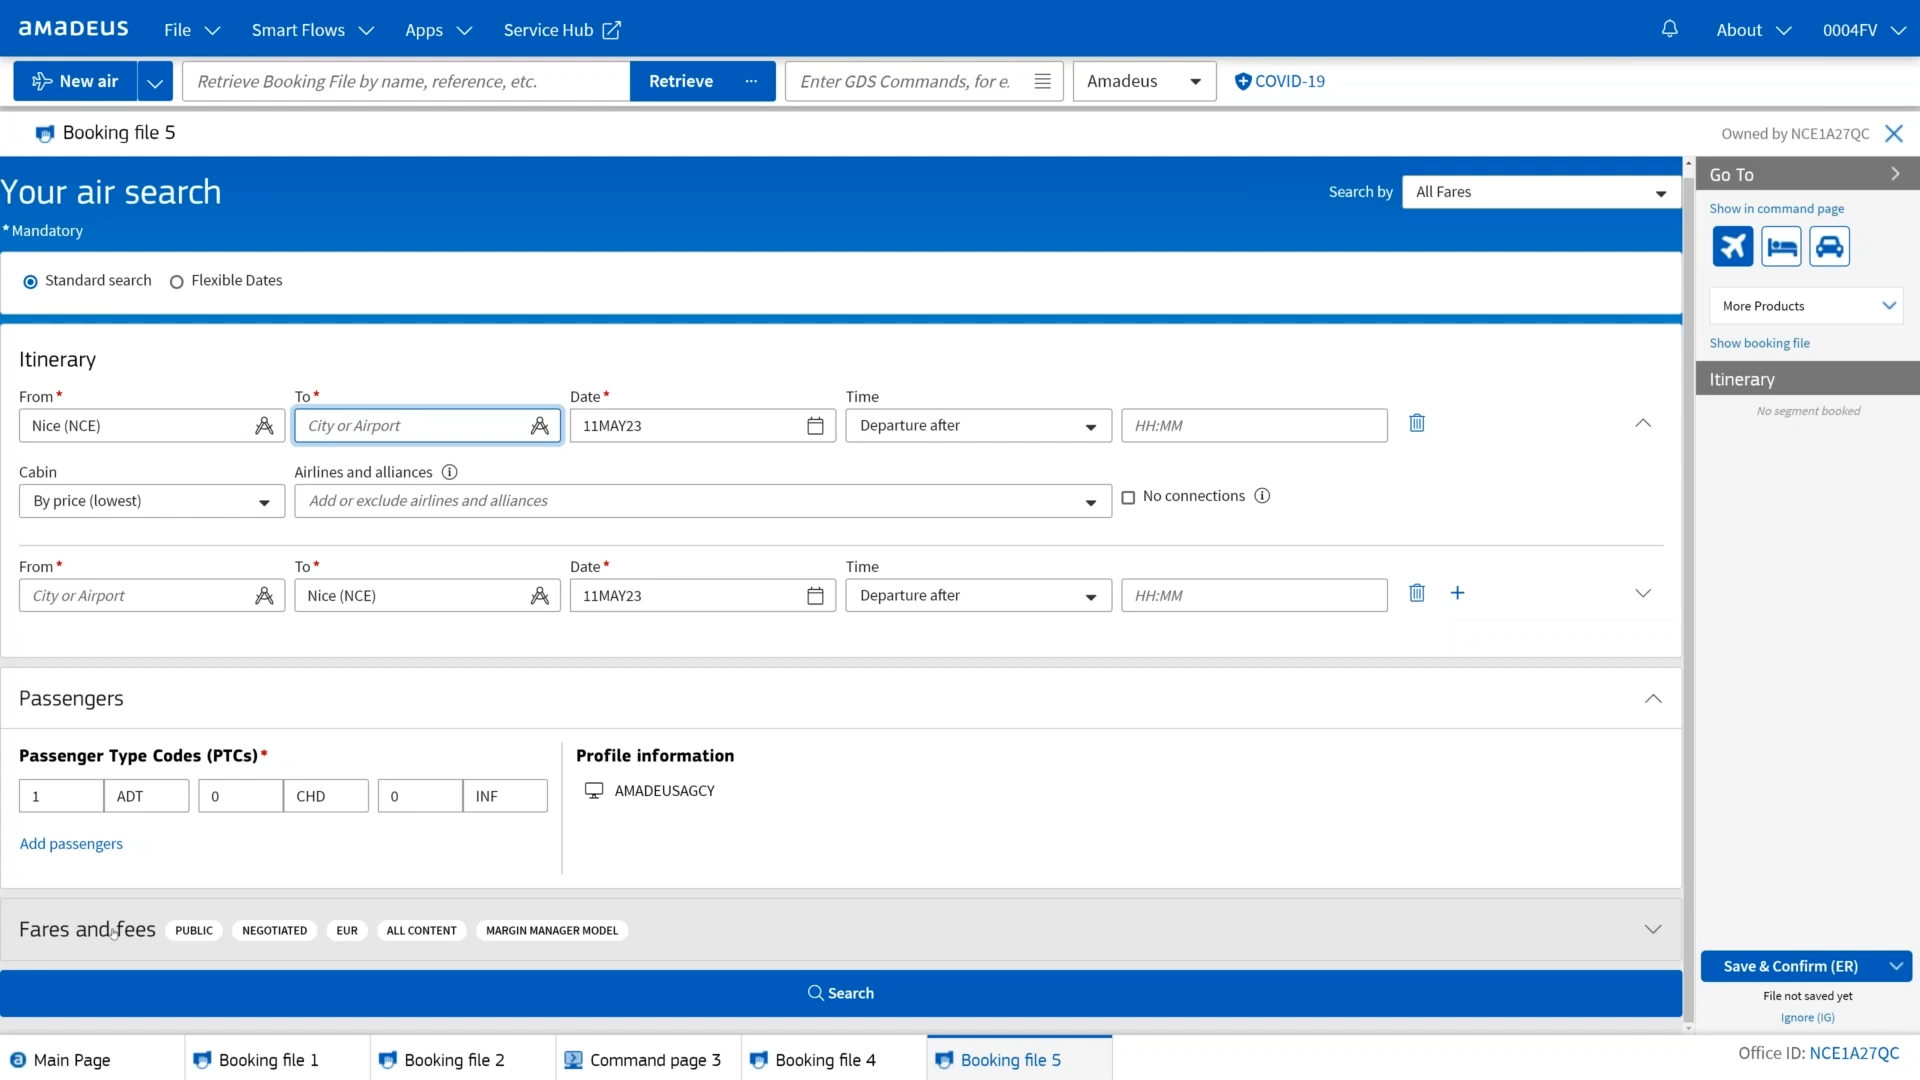 amadeus File Smart Flows Apps Service Hub About 0004FV
New air Retrieve Booking File by name, reference, etc. Retrieve ... Enter GDS Commands, for e. Amadeus COVID-19
Booking file 5 Owned by NCE1A27QC
Your air search Search by All Fares
* Mandatory
Standard search Flexible Dates
Itinerary
From* To* Date* Time
Nice (NCE) City or Airport 11MAY23 Departure after HH:MM
Cabin Airlines and alliances
By price (lowest) Add or exclude airlines and alliances No connections
From* To* Date* Time
City or Airport Nice (NCE) 11MAY23 Departure after HH:MM
Passengers
Passenger Type Codes (PTCs)* Profile information
1 ADT 0 CHD 0 INF AMADEUSAGCY
Add passengers
Fares and fees PUBLIC NEGOTIATED EUR ALL CONTENT MARGIN MANAGER MODEL
Search
Go To
Show in command page
More Products
Show booking file
Itinerary
No segment booked
Save & Confirm (ER)
File not saved yet
Ignore (IG)
Main Page Booking file 1 Booking file 2 Command page 3 Booking file 4 Booking file 5 Office ID: NCE1A27QC